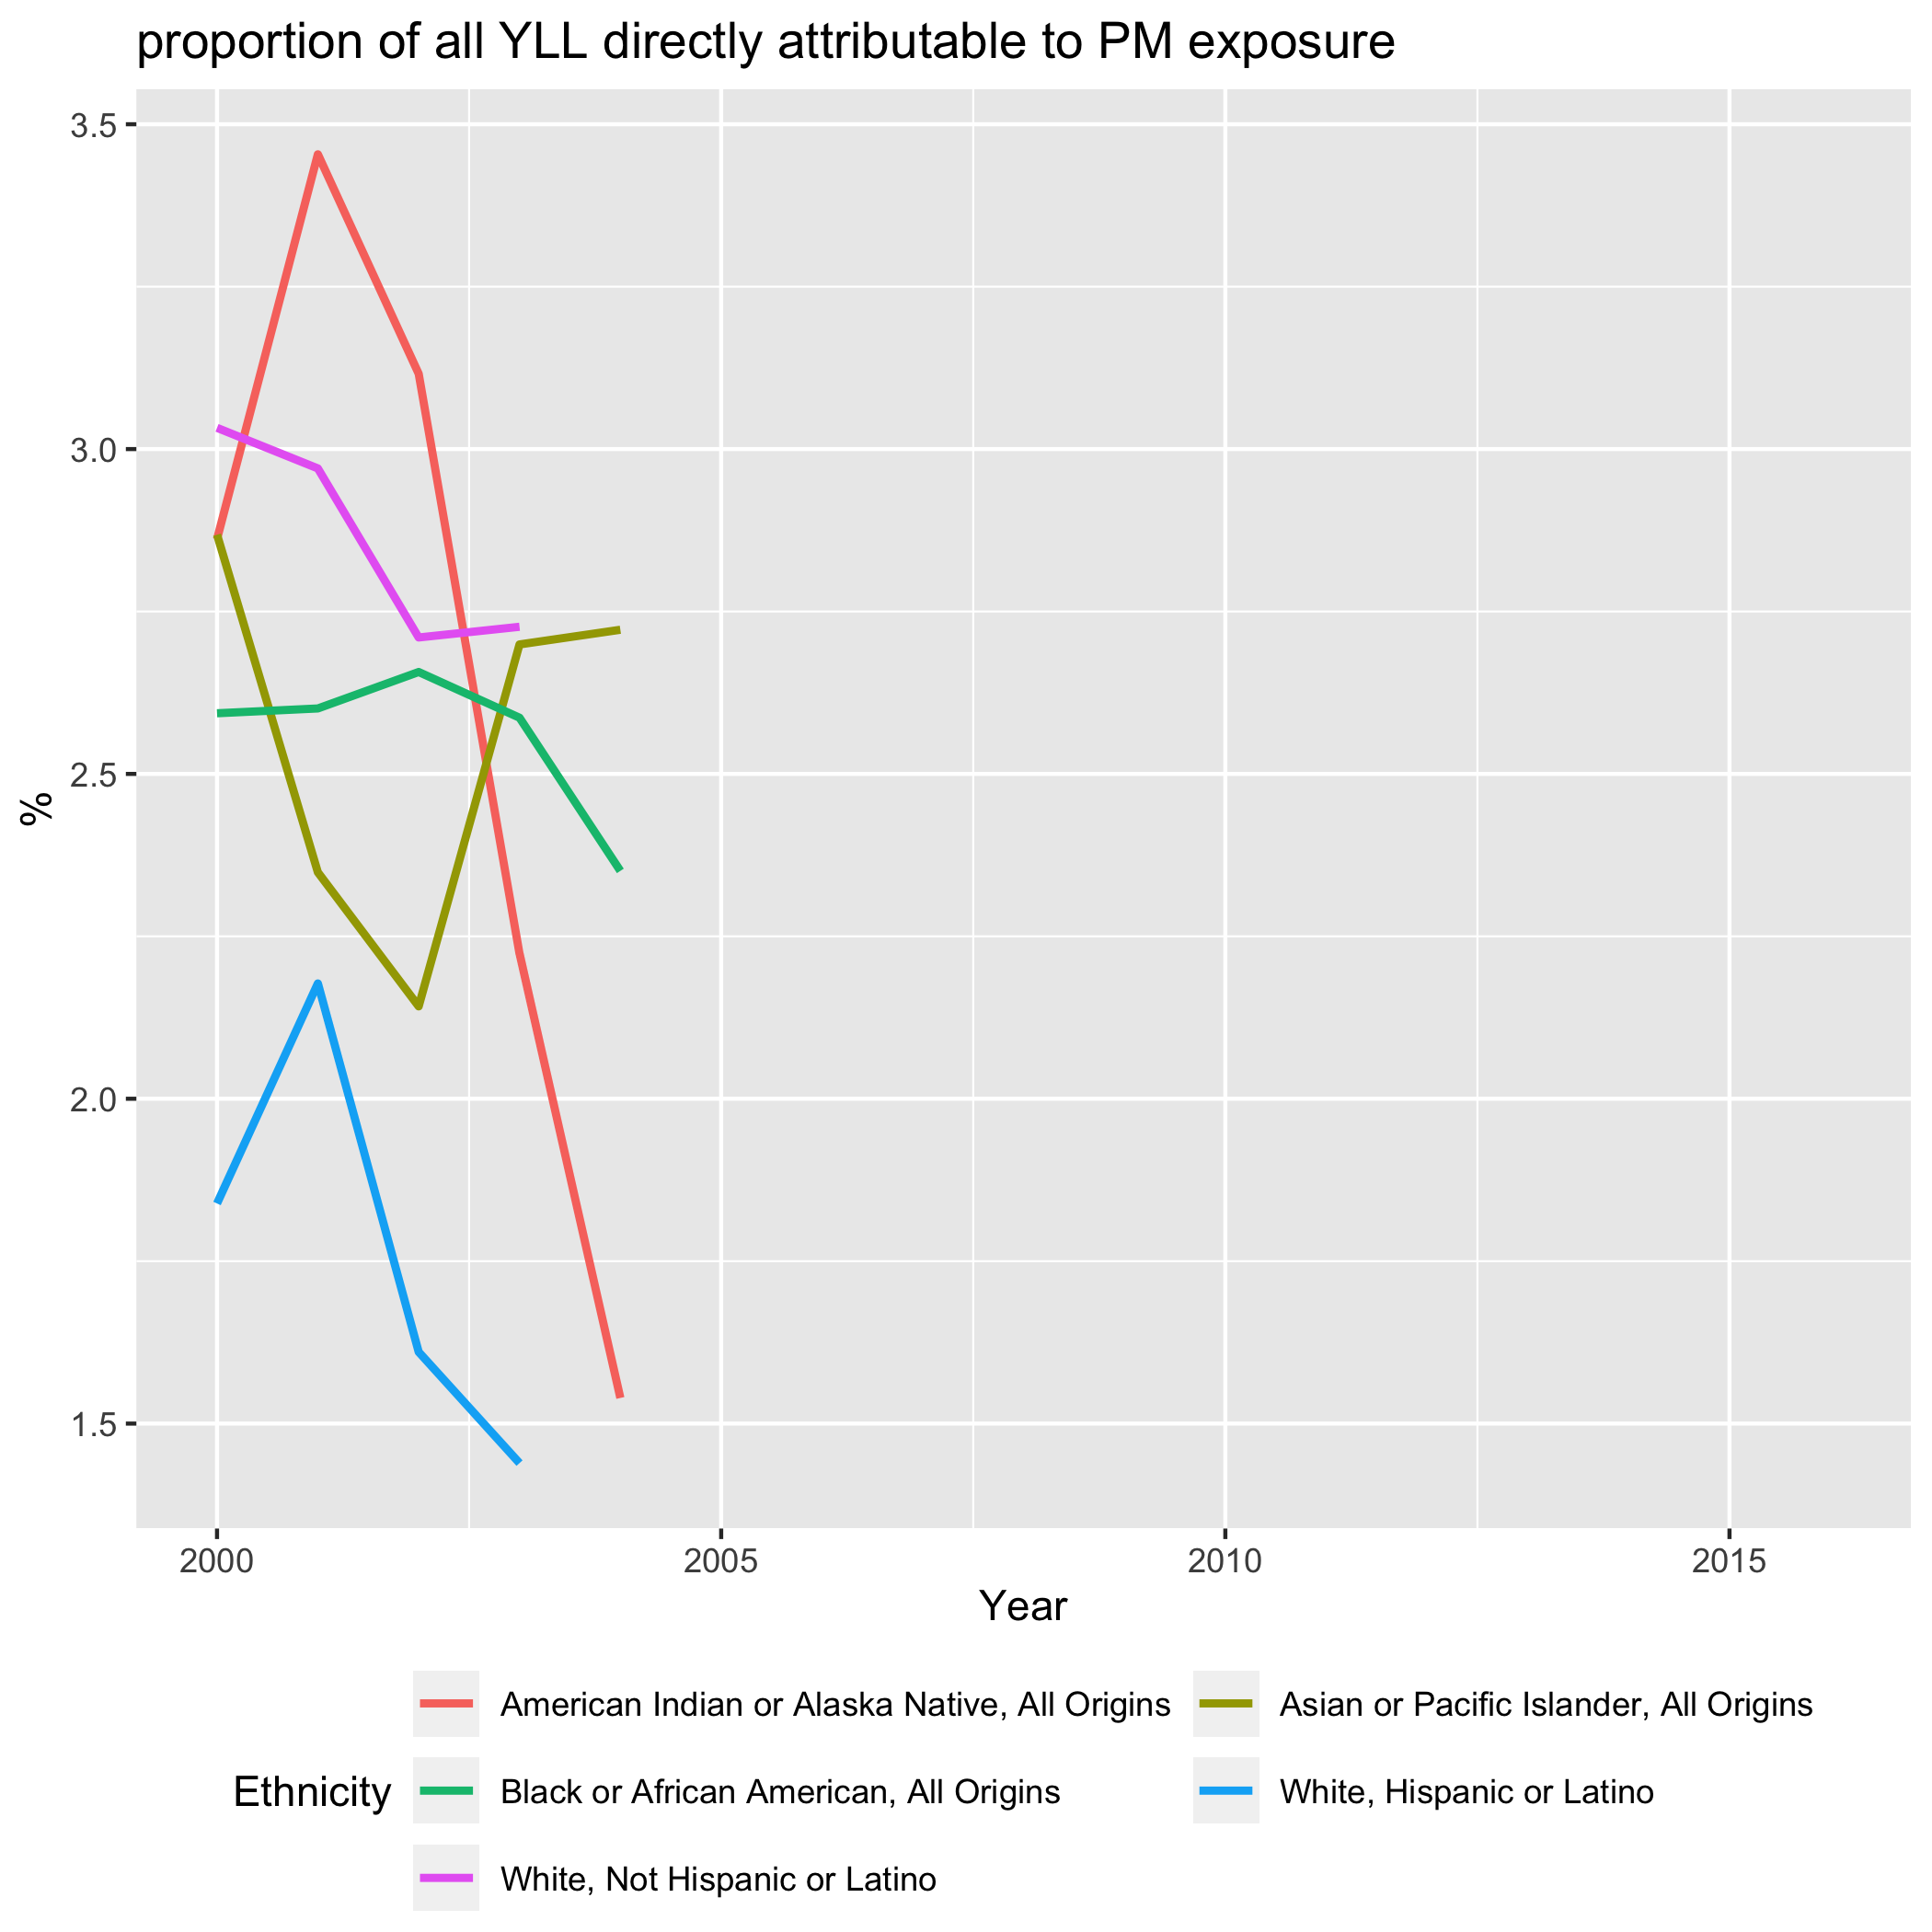 proportion of all YLL directly attributable to PM exposure
3.5
3.0
2.5
2.0
1.5
%
2000 2005 2010 2015
Year
Ethnicity
American Indian or Alaska Native, All Origins
Asian or Pacific Islander, All Origins
Black or African American, All Origins
White, Hispanic or Latino
White, Not Hispanic or Latino